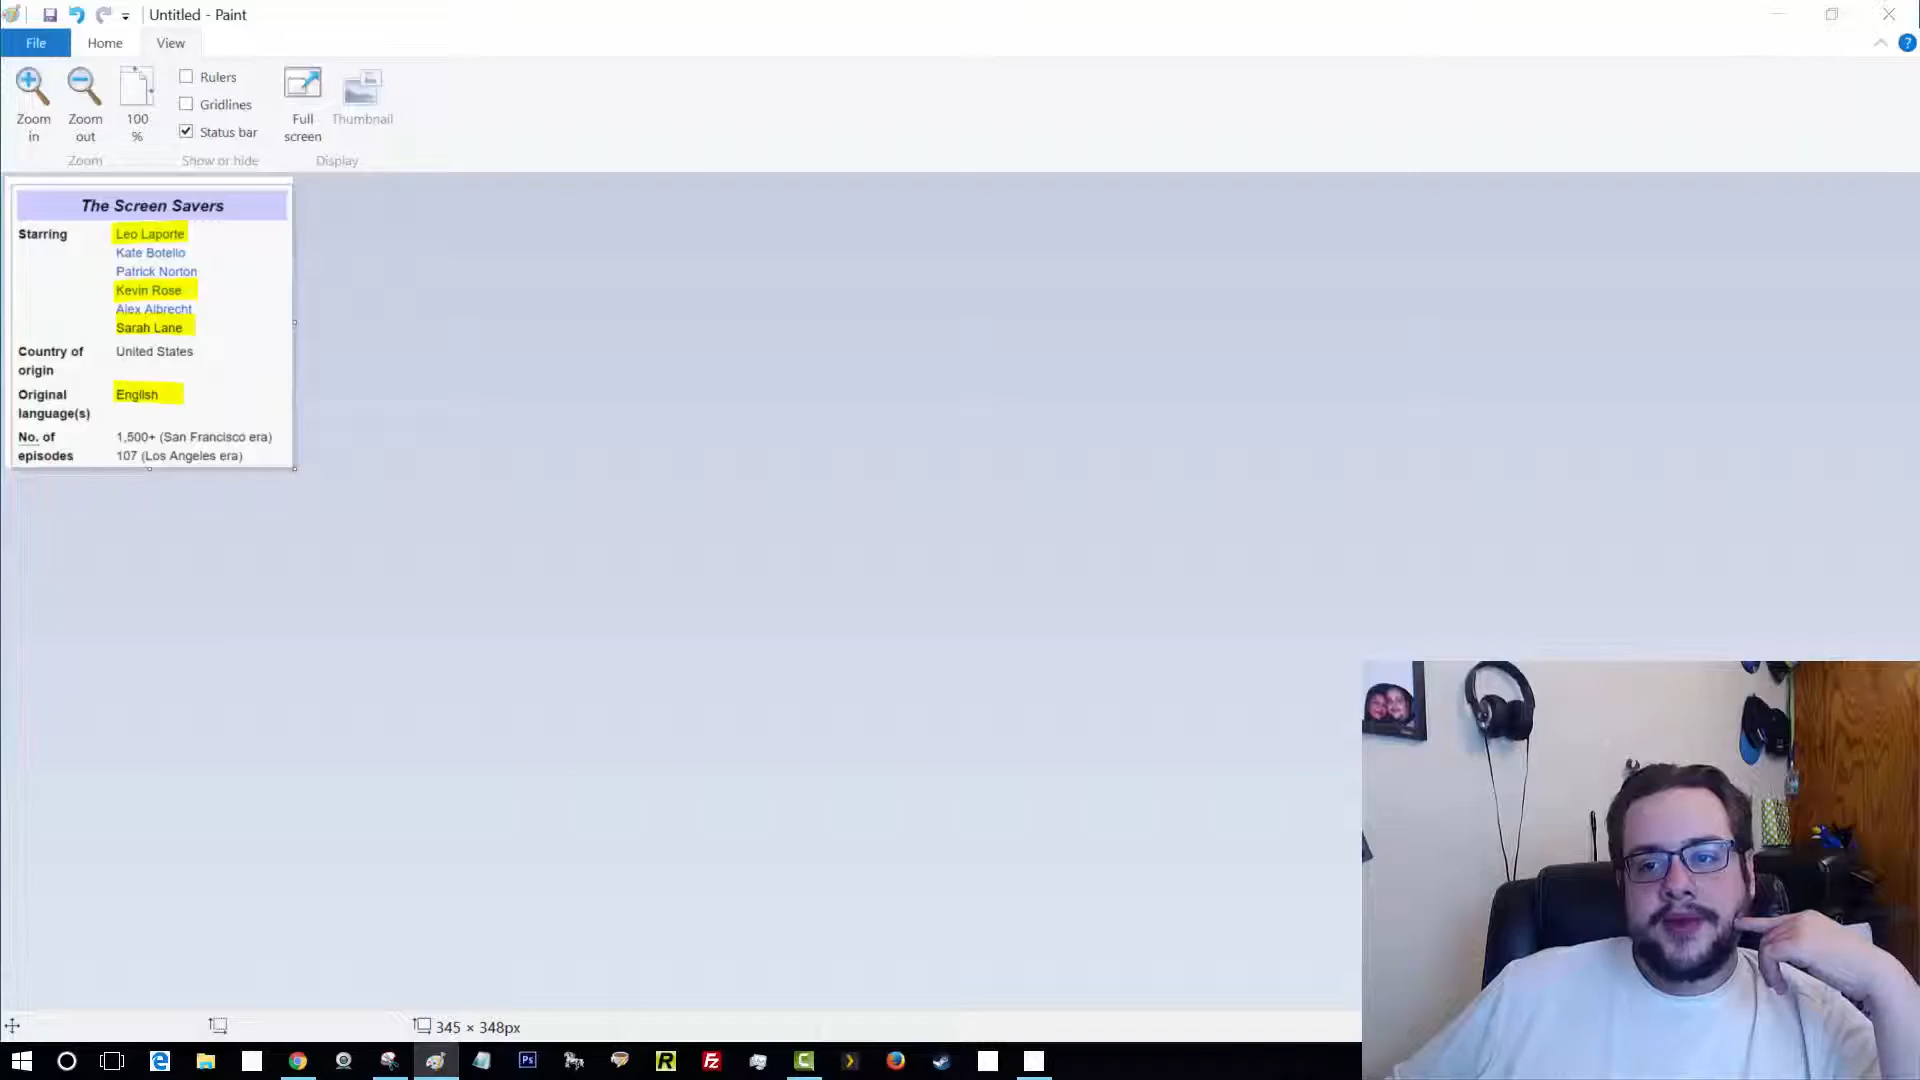 Untitled - Paint
File Home View
Zoom in
Zoom out
100 %
Rulers
Gridlines
Status bar
Full screen
Thumbnail
Zoom
Show or hide
Display
The Screen Savers
Starring Leo Laporte
Kate Botello
Patrick Norton
Kevin Rose
Alex Albrecht
Sarah Lane
Country of origin United States
Original language(s) English
No. of episodes 1,500+ (San Francisco era)
107 (Los Angeles era)
345 × 348px
Ps
R
Fz
C